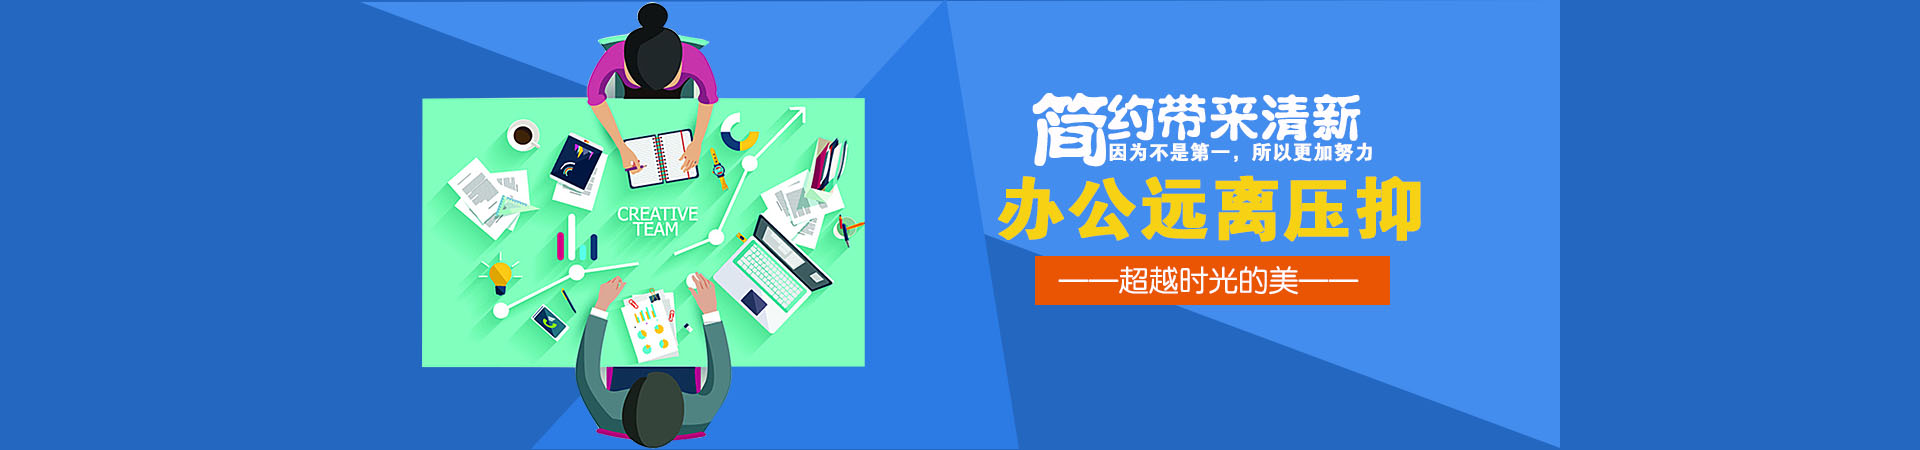 CREATIVE
TEAM
简约带来清新
因为不是第一，所以更加努力
办公远离压抑
——超越时光的美——